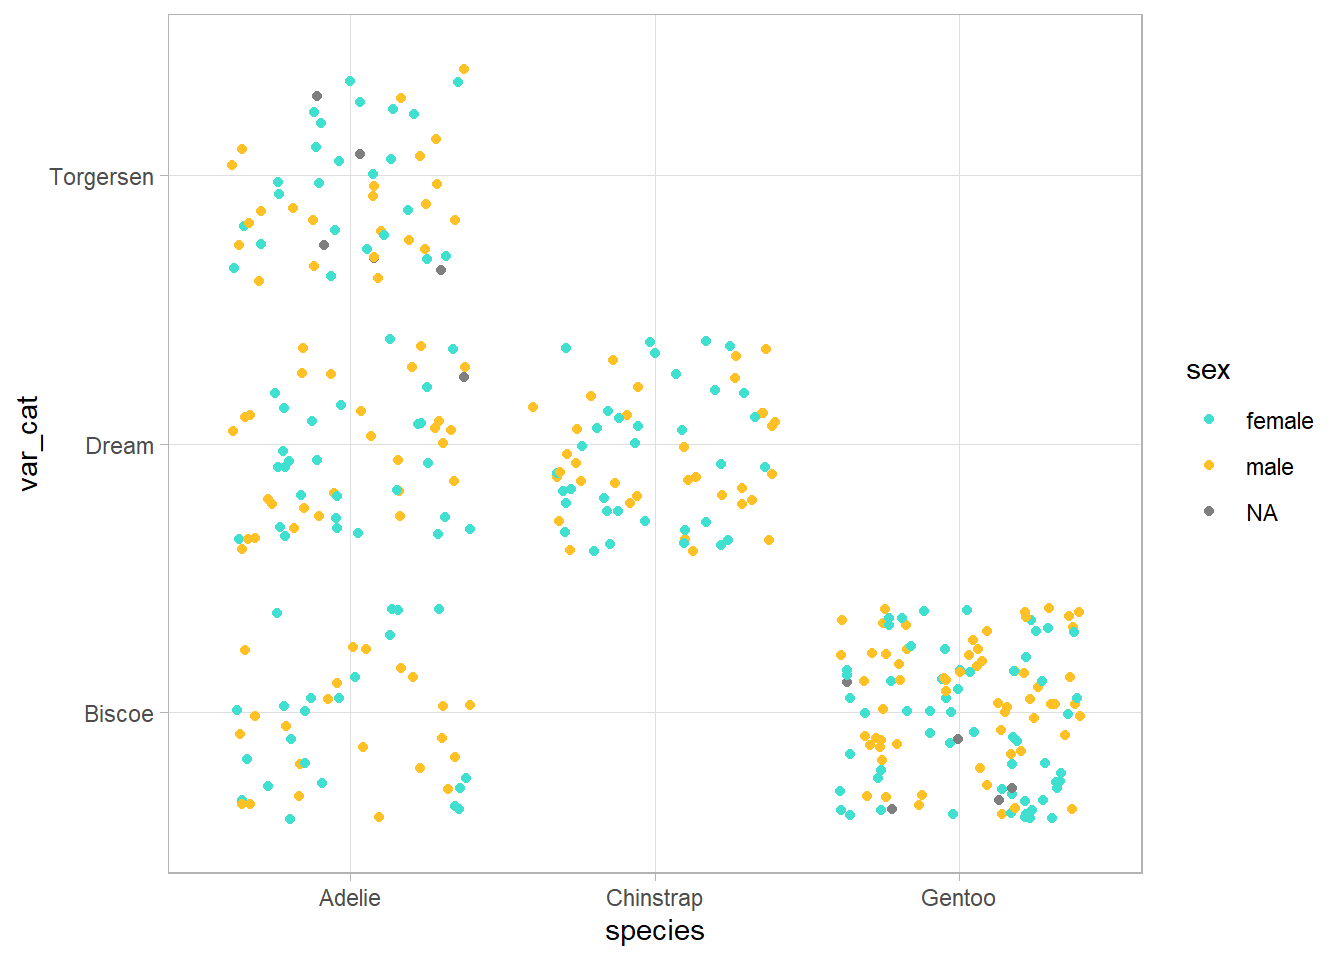 Torgersen
Dream
Biscoe
var_cat
Adelie
Chinstrap
Gentoo
species
sex
female
male
NA